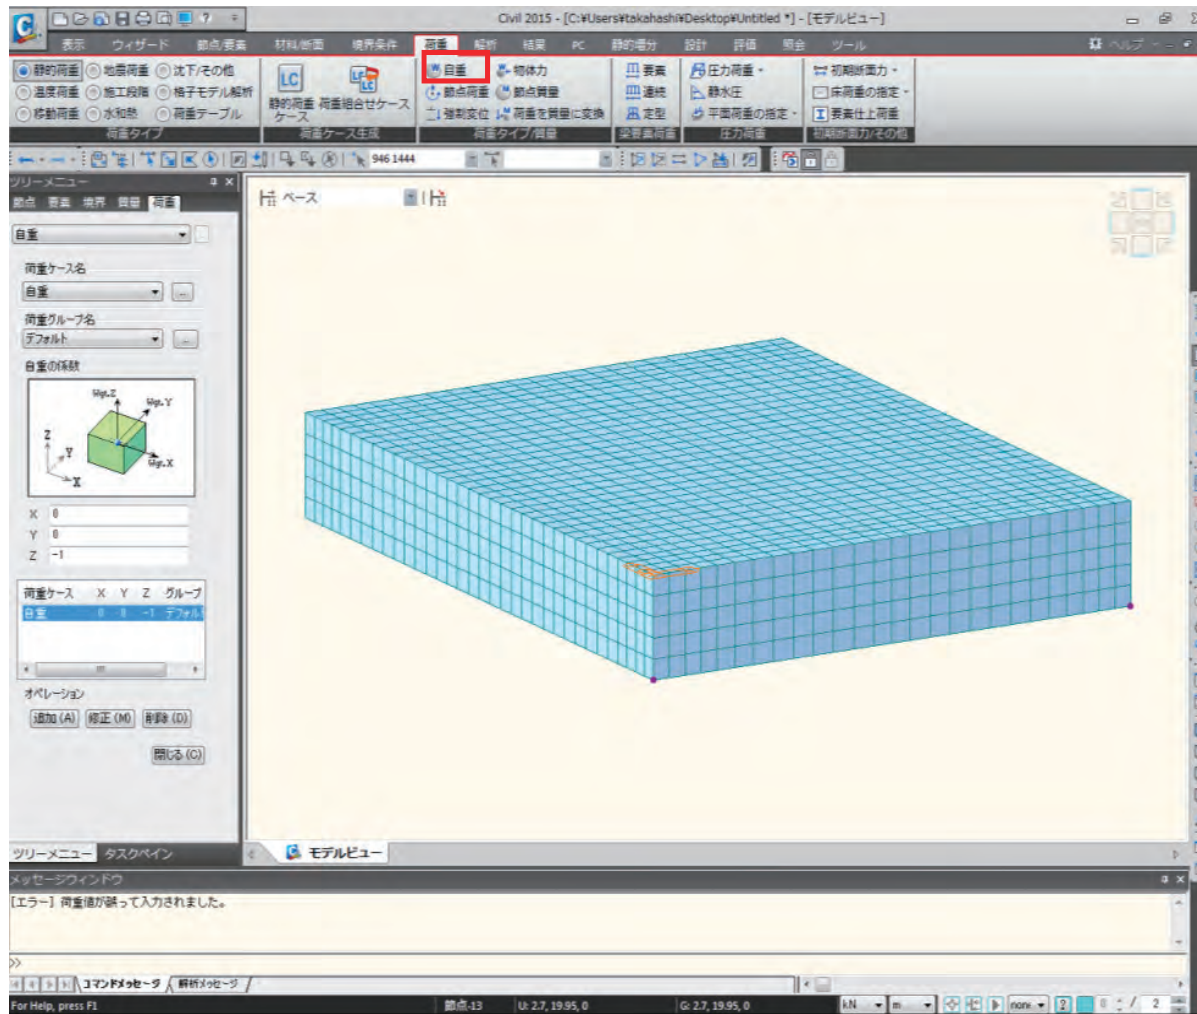 Civil 2015 - [C:¥Users¥takahashi¥Desktop¥Untitled *] - [モデルビュー]
表示 ウィザード 節点/要素 材料/断面 境界条件 荷重 解析 結果 PC 静的増分 設計 評価 照会 ツール ヘルプ
静的荷重 地震荷重 沈下/その他
温度荷重 施工段階 格子モデル解析
移動荷重 水和熱 荷重テーブル
荷重タイプ
LC
静的荷重 荷重組合せケース
ケース
荷重ケース生成
自重 物体力
節点荷重 節点質量
強制変位 荷重を質量に変換
荷重タイプ/質量
要素
連続
定型
梁要素荷重
圧力荷重
静水圧
平面荷重の指定
圧力荷重
初期断面力
床荷重の指定
要素仕上荷重
初期断面力/その他
946 1444
ツリーメニュー
節点 要素 境界 質量 荷重
自重
荷重ケース名
自重
荷重グループ名
デフォルト
自重の係数
Wgt.Z
Wgt.Y
Wgt.X
Z
Y
X
X 0
Y 0
Z -1
荷重ケース X Y Z グループ
自重 0 0 -1 デフォルト
オペレーション
追加 (A) 修正 (M) 削除 (D)
閉じる (C)
ベース
ツリーメニュー タスクペイン
モデルビュー
メッセージウィンドウ
[エラー] 荷重値が誤って入力されました。
>>
コマンドメッセージ 解析メッセージ
For Help, press F1 節点-13 U: 2.7, 19.95, 0 G: 2.7, 19.95, 0 kN m non 2 0 / 2